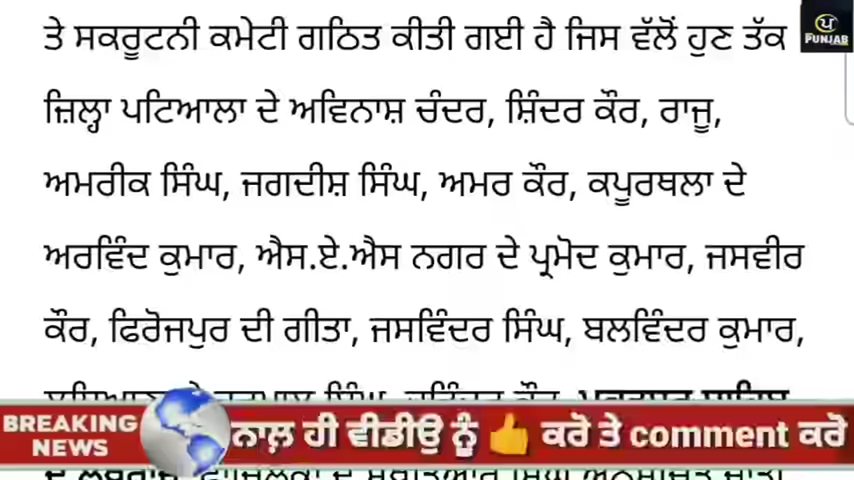 ਪੰ
PUNJAB
ਤੇ ਸਕਰੂਟਨੀ ਕਮੇਟੀ ਗਠਿਤ ਕੀਤੀ ਗਈ ਹੈ ਜਿਸ ਵੱਲੋਂ ਹੁਣ ਤੱਕ
ਜ਼ਿਲ੍ਹਾ ਪਟਿਆਲਾ ਦੇ ਅਵਿਨਾਸ਼ ਚੰਦਰ, ਸ਼ਿੰਦਰ ਕੌਰ, ਰਾਜੂ,
ਅਮਰੀਕ ਸਿੰਘ, ਜਗਦੀਸ਼ ਸਿੰਘ, ਅਮਰ ਕੌਰ, ਕਪੂਰਥਲਾ ਦੇ
ਅਰਵਿੰਦ ਕੁਮਾਰ, ਐਸ.ਏ.ਐਸ ਨਗਰ ਦੇ ਪ੍ਰਮੋਦ ਕੁਮਾਰ, ਜਸਵੀਰ
ਕੌਰ, ਫਿਰੋਜਪੁਰ ਦੀ ਗੀਤਾ, ਜਸਵਿੰਦਰ ਸਿੰਘ, ਬਲਵਿੰਦਰ ਕੁਮਾਰ,
BREAKING
NEWS
ਨਾਲ਼ ਹੀ ਵੀਡੀਉ ਨੂੰ 👍 ਕਰੋ ਤੇ comment ਕਰੋ